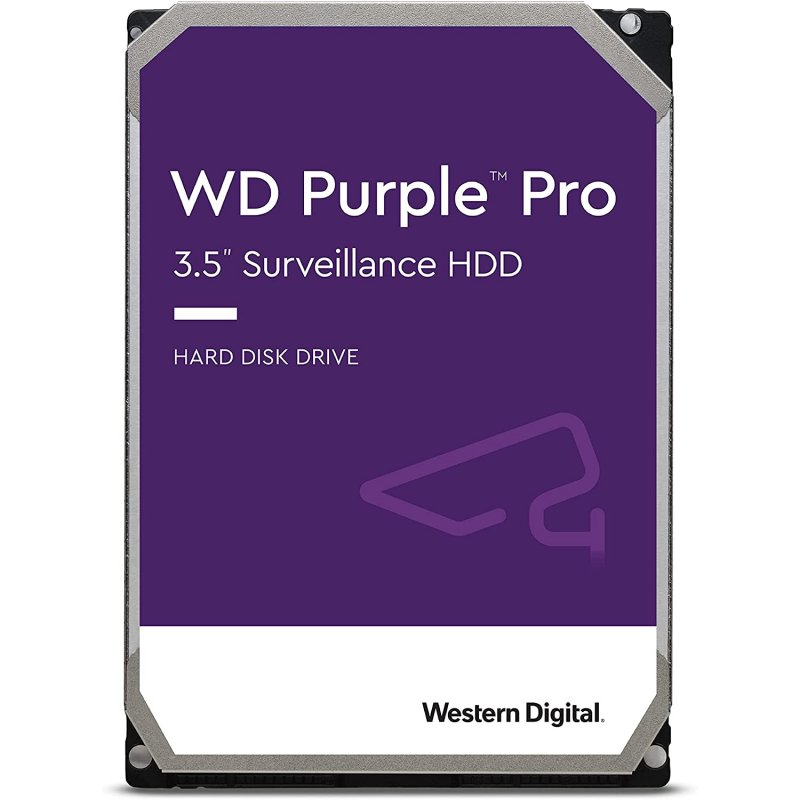 WD Purple™ Pro
3.5" Surveillance HDD
HARD DISK DRIVE
Western Digital.